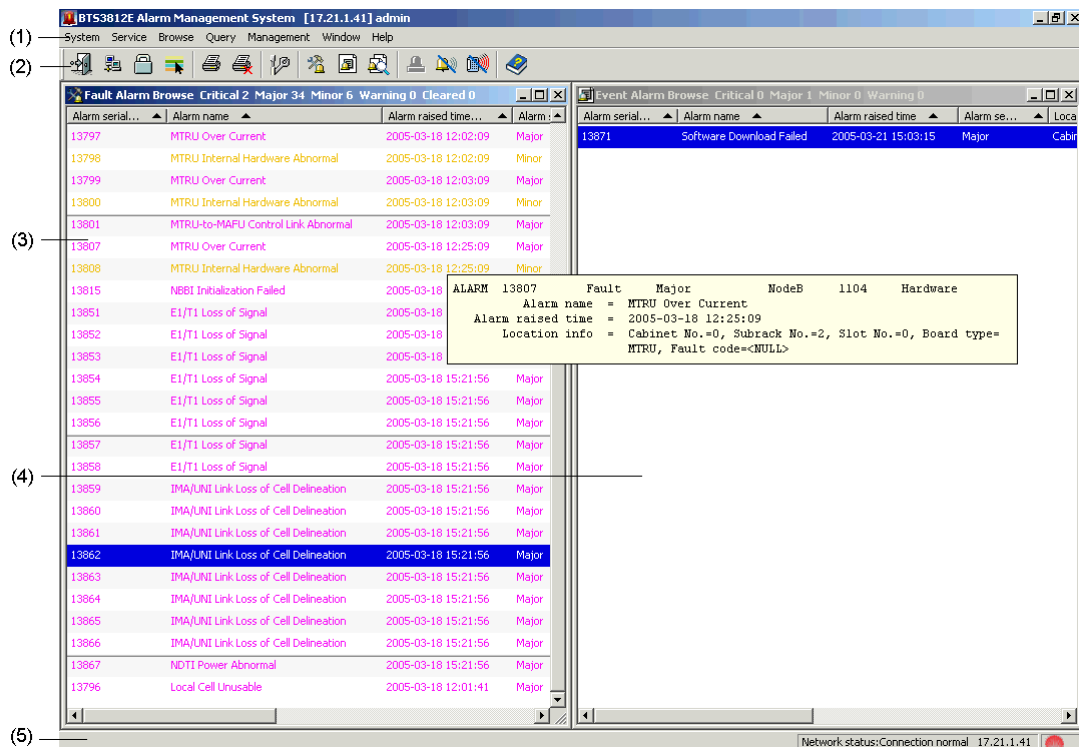 BTS3812E Alarm Management System [17.21.1.41] admin
(1) System Service Browse Query Management Window Help
(2)
Fault Alarm Browse Critical 2 Major 34 Minor 6 Warning 0 Cleared 0
Alarm serial... Alarm name Alarm raised time... Alarm s
13797 MTRU Over Current 2005-03-18 12:02:09 Major
13798 MTRU Internal Hardware Abnormal 2005-03-18 12:02:09 Minor
13799 MTRU Over Current 2005-03-18 12:03:09 Major
13800 MTRU Internal Hardware Abnormal 2005-03-18 12:03:09 Minor
13801 MTRU-to-MAFU Control Link Abnormal 2005-03-18 12:03:09 Major
(3)
13807 MTRU Over Current 2005-03-18 12:25:09 Major
13808 MTRU Internal Hardware Abnormal 2005-03-18 12:25:09 Minor
13815 NBBI Initialization Failed 2005-03-18
13851 E1/T1 Loss of Signal 2005-03-18
13852 E1/T1 Loss of Signal 2005-03-18
13853 E1/T1 Loss of Signal 2005-03-18
13854 E1/T1 Loss of Signal 2005-03-18 15:21:56 Major
13855 E1/T1 Loss of Signal 2005-03-18 15:21:56 Major
13856 E1/T1 Loss of Signal 2005-03-18 15:21:56 Major
13857 E1/T1 Loss of Signal 2005-03-18 15:21:56 Major
13858 E1/T1 Loss of Signal 2005-03-18 15:21:56 Major
(4)
13859 IMA/UNI Link Loss of Cell Delineation 2005-03-18 15:21:56 Major
13860 IMA/UNI Link Loss of Cell Delineation 2005-03-18 15:21:56 Major
13861 IMA/UNI Link Loss of Cell Delineation 2005-03-18 15:21:56 Major
13862 IMA/UNI Link Loss of Cell Delineation 2005-03-18 15:21:56 Major
13863 IMA/UNI Link Loss of Cell Delineation 2005-03-18 15:21:56 Major
13864 IMA/UNI Link Loss of Cell Delineation 2005-03-18 15:21:56 Major
13865 IMA/UNI Link Loss of Cell Delineation 2005-03-18 15:21:56 Major
13866 IMA/UNI Link Loss of Cell Delineation 2005-03-18 15:21:56 Major
13867 NDTI Power Abnormal 2005-03-18 15:21:56 Major
13796 Local Cell Unusable 2005-03-18 12:01:41 Major
Event Alarm Browse Critical 0 Major 1 Minor 0 Warning 0
Alarm serial... Alarm name Alarm raised time Alarm se... Loca
13871 Software Download Failed 2005-03-21 15:03:15 Major Cabin
ALARM 13807 Fault Major NodeB 1104 Hardware
Alarm name = MTRU Over Current
Alarm raised time = 2005-03-18 12:25:09
Location info = Cabinet No.=0, Subrack No.=2, Slot No.=0, Board type=
MTRU, Fault code=<NULL>
(5)
Network status:Connection normal 17.21.1.41